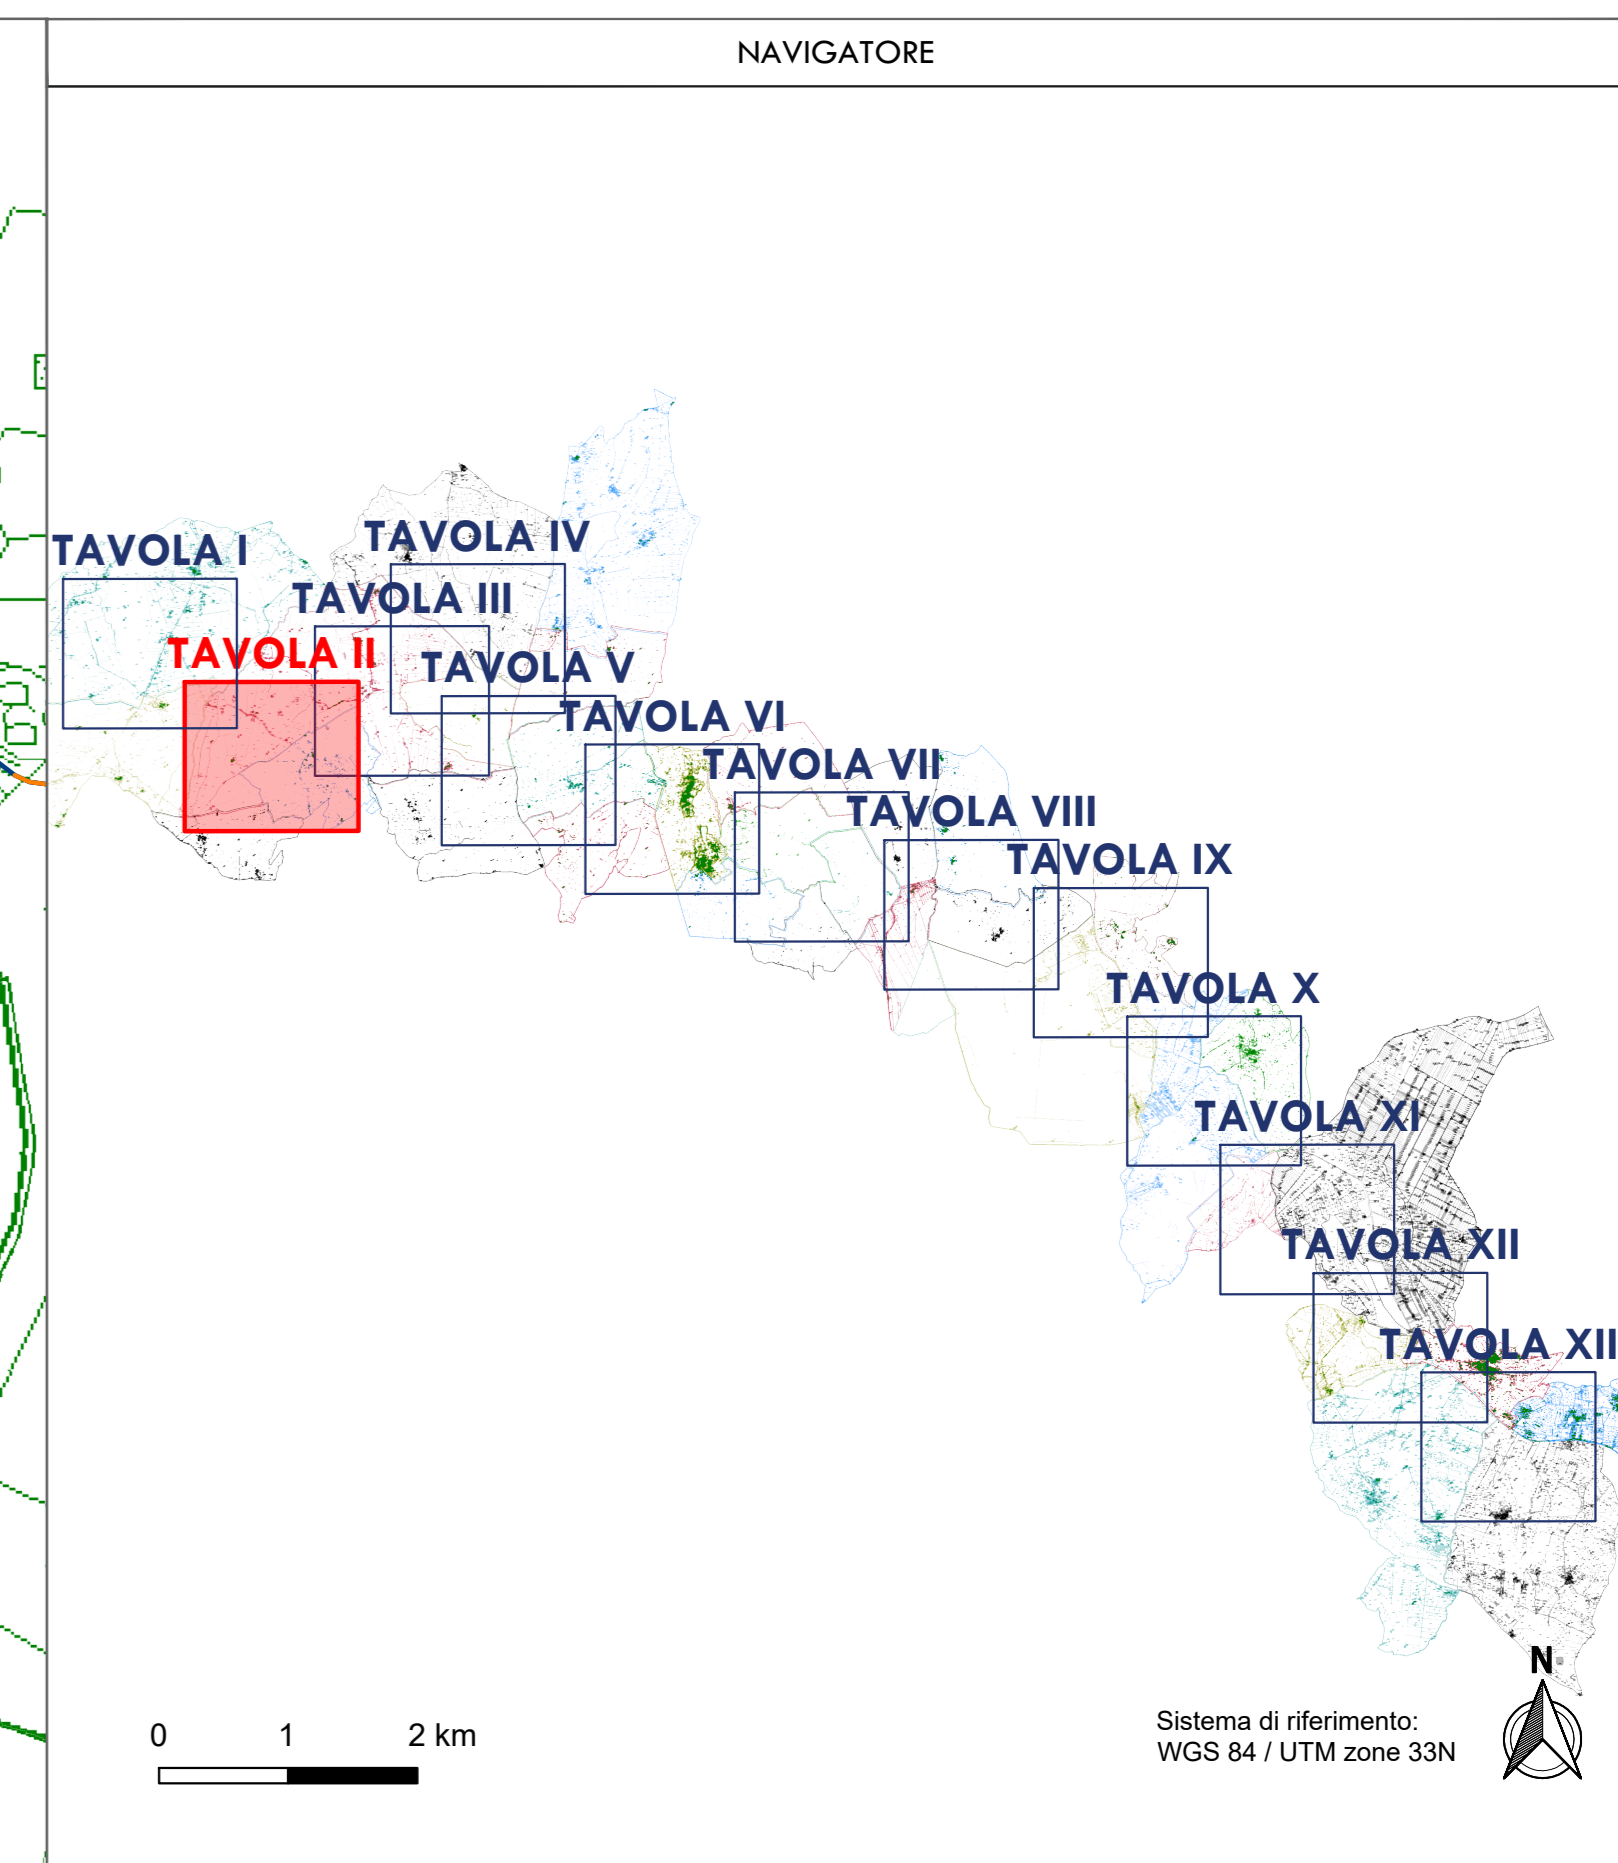 NAVIGATORE
TAVOLA IV
TAVOLA I
TAVOLA III
TAVOLA II
TAVOLA V
TAVOLA VI
TAVOLA VII
TAVOLA VIII
TAVOLA IX
TAVOLA X
TAVOLA XI
TAVOLA XII
TAVOLA XII
N
0 1 2 km
Sistema di riferimento:
WGS 84 / UTM zone 33N